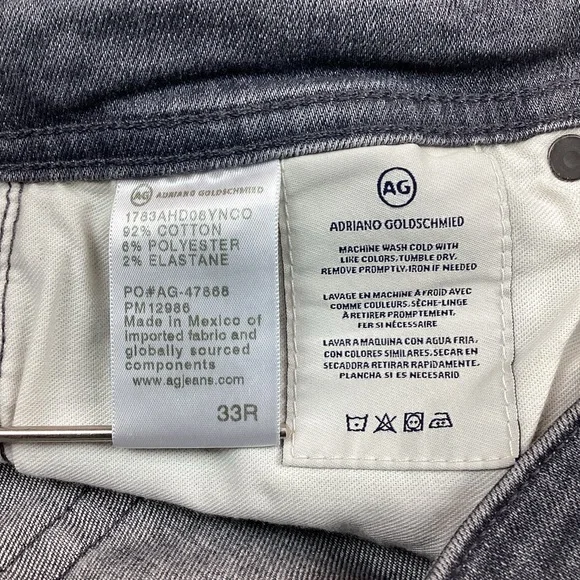 AG ADRIANO GOLDSCHMIED
1783AHD06YNCO
92% COTTON
6% POLYESTER
2% ELASTANE
PO#AG-47868
PM12986
Made in Mexico of
imported fabric and
globally sourced
components
www.agjeans.com
33R
AG
ADRIANO GOLDSCHMIED
MACHINE WASH COLD WITH
LIKE COLORS, TUMBLE DRY.
REMOVE PROMPTLY, IRON IF NEEDED
LAVAGE EN MACHINE À FROID AVEC
COMME COULEURS, SÈCHE-LINGE
À RETIRER PROMPTEMENT,
FER SI NÉCESSAIRE
LAVAR A MAQUINA CON AGUA FRIA,
CON COLORES SIMILARES, SECAR EN
SECADORA RETIRAR RAPIDAMENTE,
PLANCHA SI ES NECESARIO